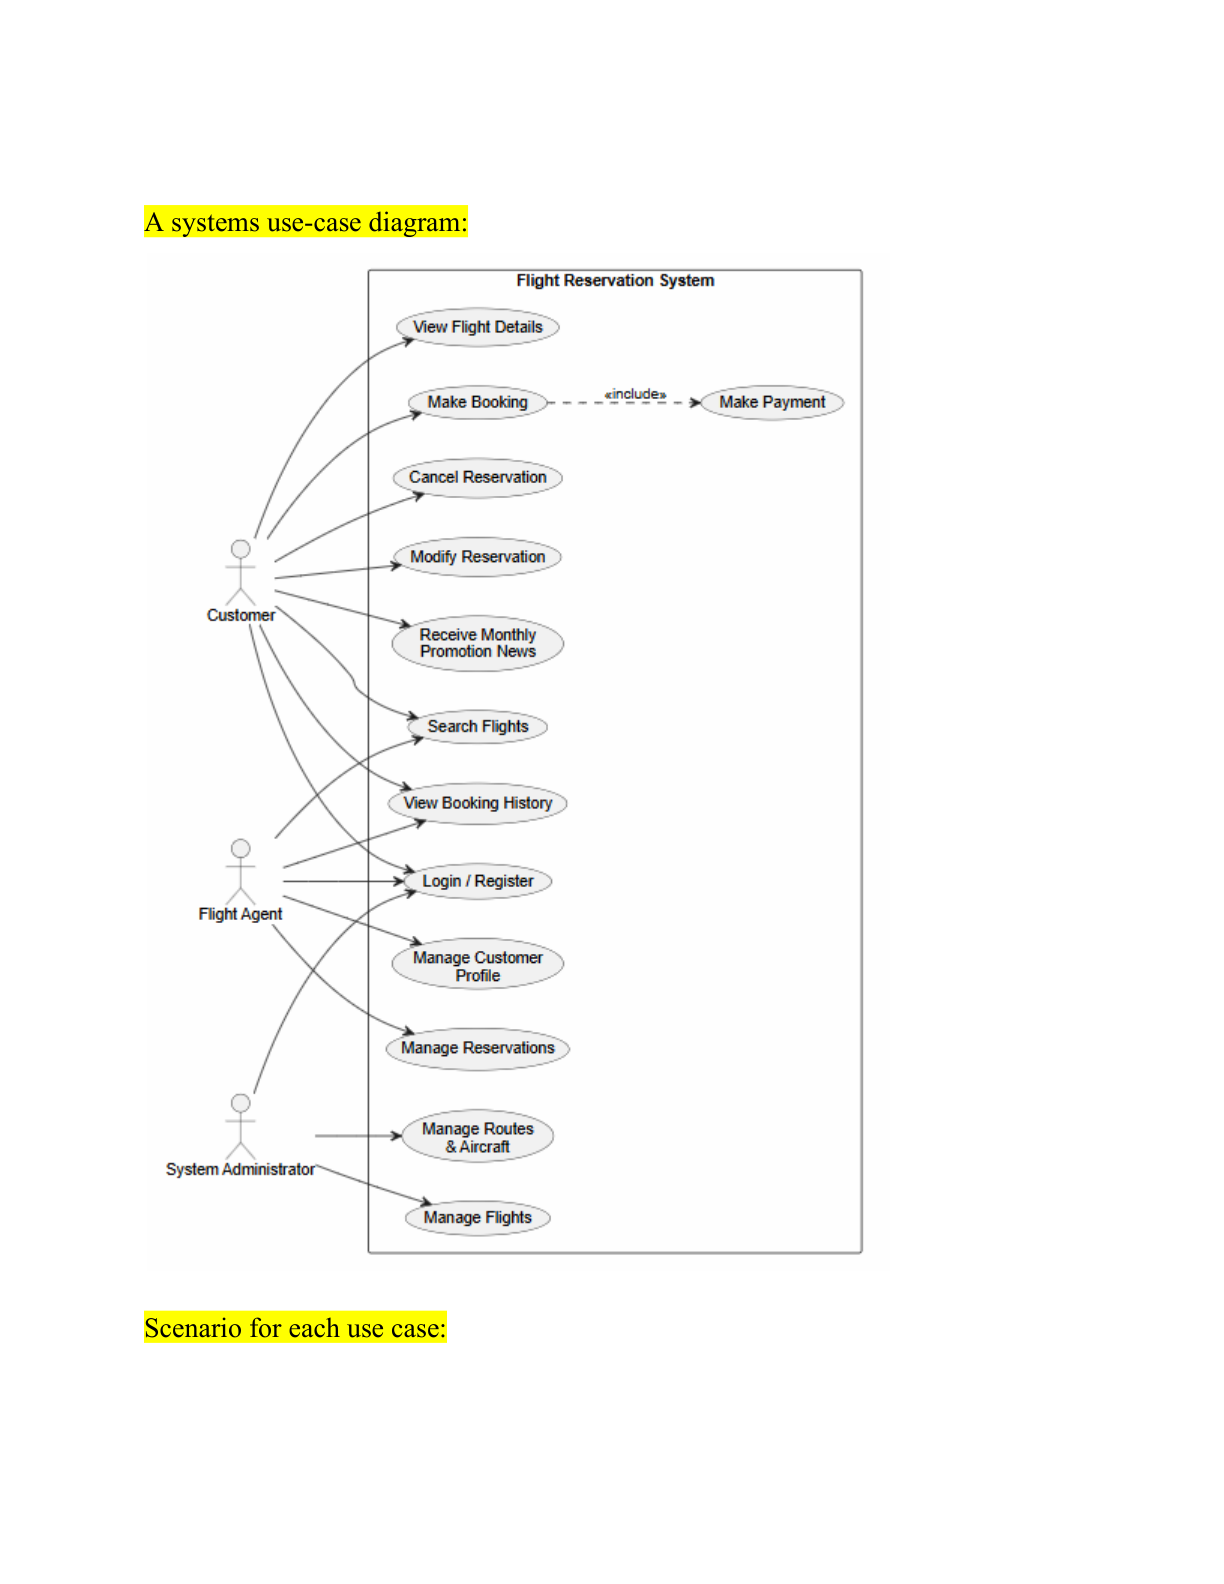 A systems use-case diagram:
Flight Reservation System
View Flight Details
Make Booking
«include»
Make Payment
Cancel Reservation
Modify Reservation
Customer
Receive Monthly
Promotion News
Search Flights
View Booking History
Login / Register
Flight Agent
Manage Customer
Profile
Manage Reservations
Manage Routes
& Aircraft
System Administrator
Manage Flights
Scenario for each use case: